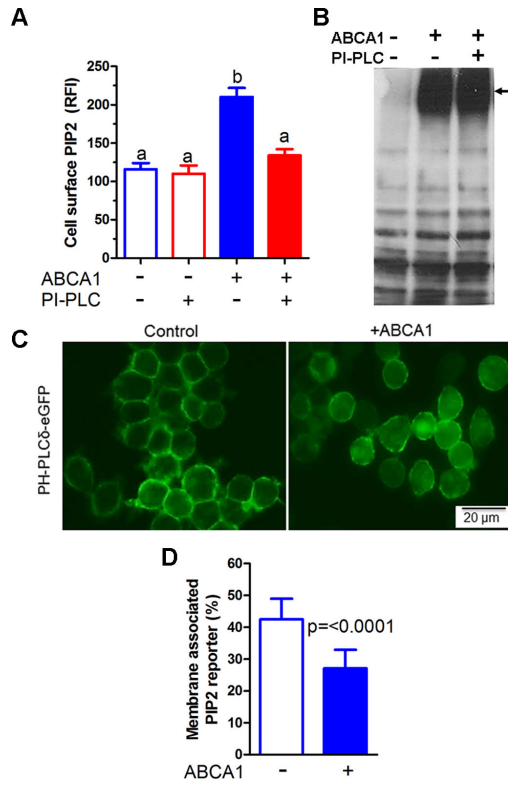 A
Cell surface PIP2 (RFI)
250
200
150
100
50
0
a
a
b
a
ABCA1 - - + +
PI-PLC - + - +
B
ABCA1 - + +
PI-PLC - - +
C
Control
+ABCA1
PH-PLCδ-eGFP
20 µm
D
Membrane associated
PIP2 reporter (%)
60
50
40
30
20
10
0
p=<0.0001
ABCA1 - +